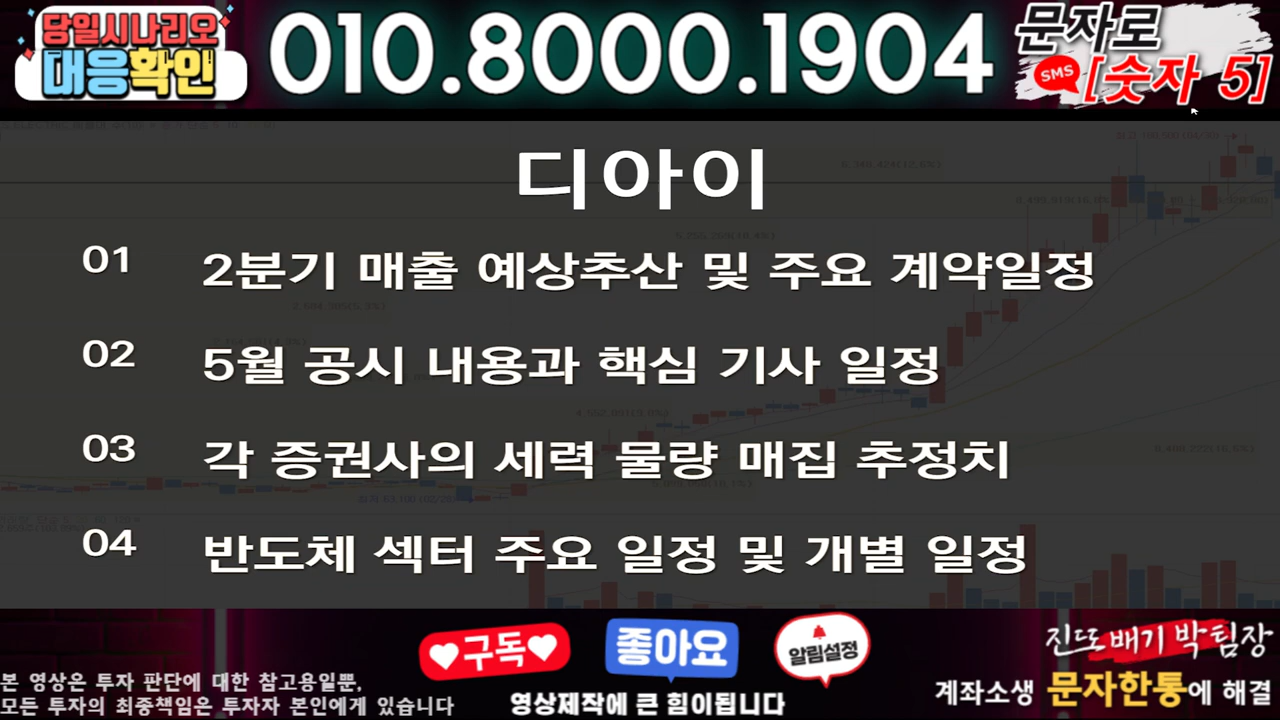 당일시나리오
대응확인
010.8000.1904
문자로
SMS
[숫자 5]
디아이
01 2분기 매출 예상추산 및 주요 계약일정
02 5월 공시 내용과 핵심 기사 일정
03 각 증권사의 세력 물량 매집 추정치
04 반도체 섹터 주요 일정 및 개별 일정
구독
좋아요
알림설정
영상제작에 큰 힘이됩니다
본 영상은 투자 판단에 대한 참고용일뿐,
모든 투자의 최종책임은 투자자 본인에게 있습니다
진또배기 박팀장
계좌소생 문자한통에 해결